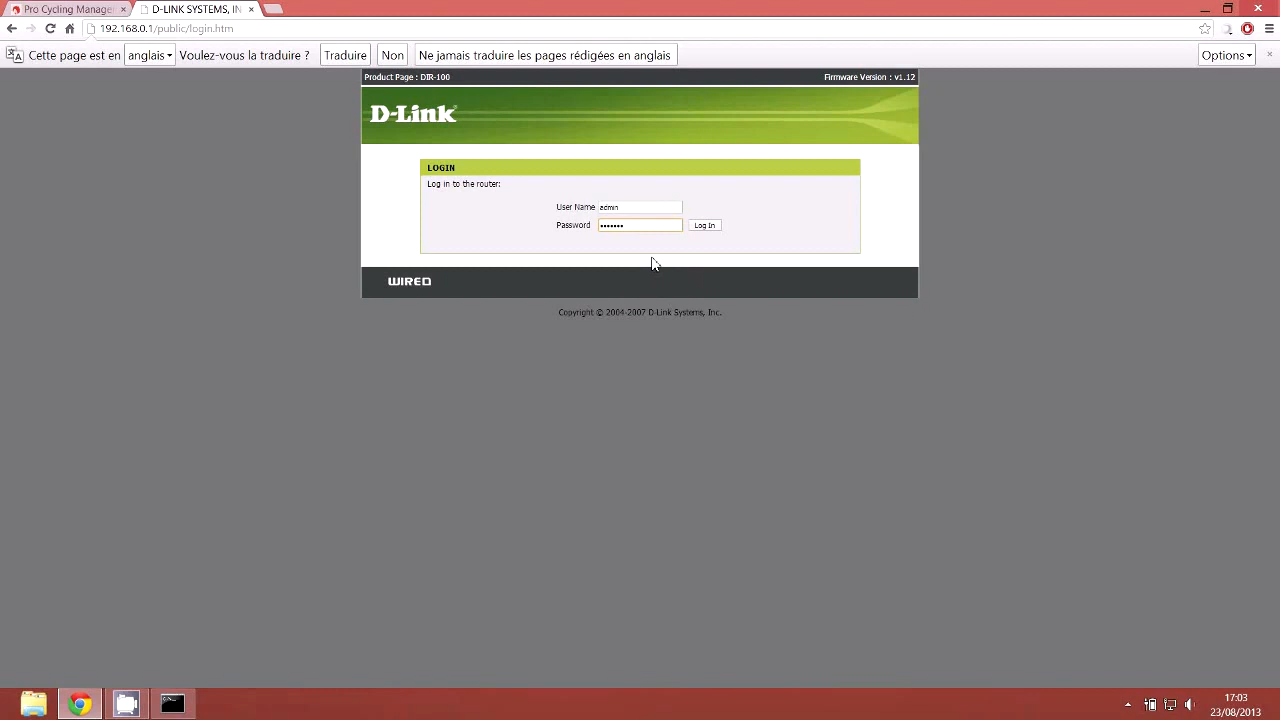 Pro Cycling Manage
D-LINK SYSTEMS, IN
192.168.0.1/public/login.htm
Cette page est en anglais Voulez-vous la traduire ? Traduire Non Ne jamais traduire les pages rédigées en anglais Options
Product Page : DIR-100 Firmware Version : v1.12
D-Link
LOGIN
Log in to the router:
User Name admin
Password ••••••• Log In
WIRED
Copyright © 2004-2007 D-Link Systems, Inc.
17:03
23/08/2013